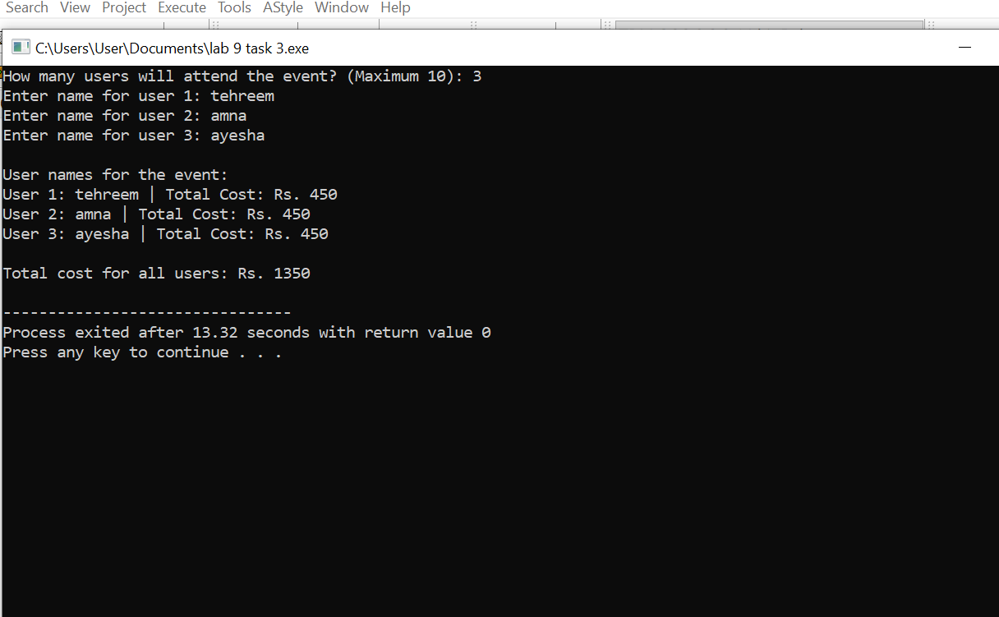 Search View Project Execute Tools AStyle Window Help
C:\Users\User\Documents\lab 9 task 3.exe
How many users will attend the event? (Maximum 10): 3
Enter name for user 1: tehreem
Enter name for user 2: amna
Enter name for user 3: ayesha
User names for the event:
User 1: tehreem | Total Cost: Rs. 450
User 2: amna | Total Cost: Rs. 450
User 3: ayesha | Total Cost: Rs. 450
Total cost for all users: Rs. 1350
--------------------------------
Process exited after 13.32 seconds with return value 0
Press any key to continue . . .